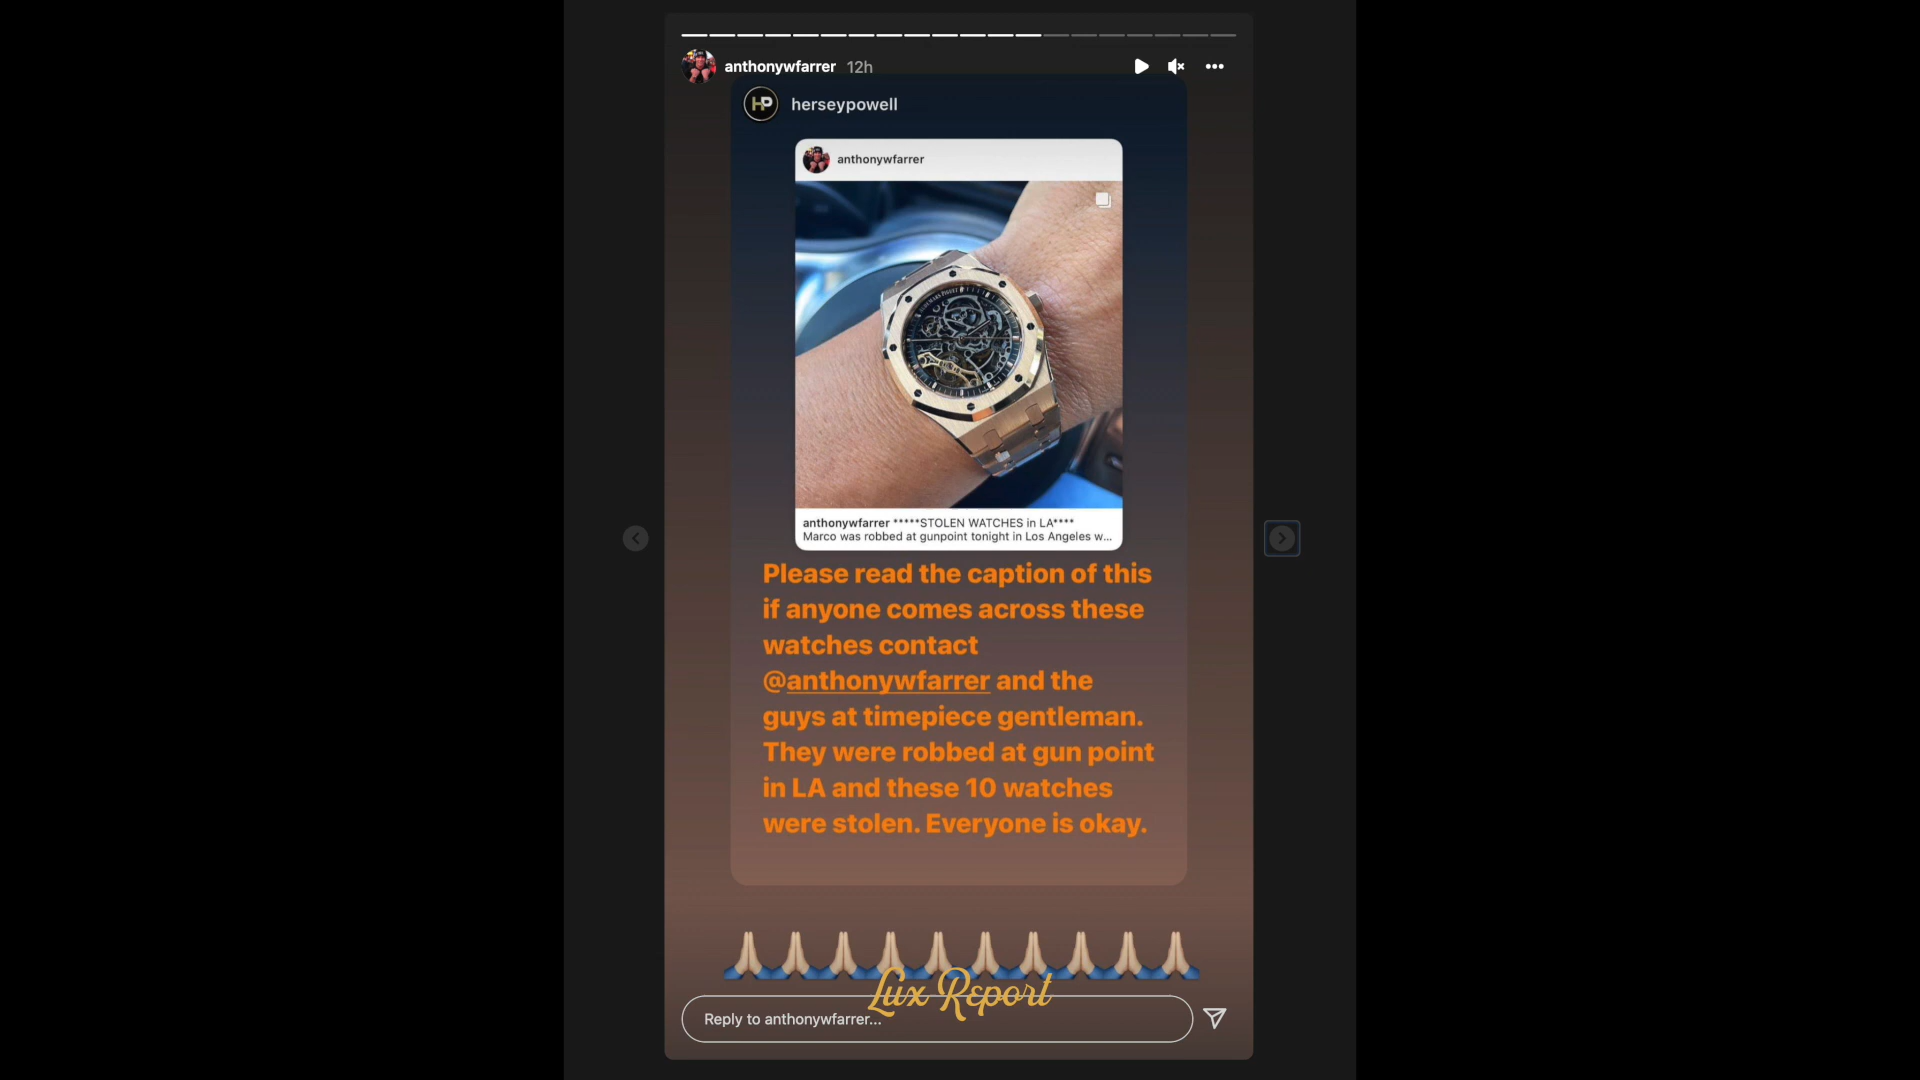 anthonywfarrer 12h
HP herseypowell
anthonywfarrer
AUDEMARS PIGUET
anthonywfarrer *****STOLEN WATCHES in LA****
Marco was robbed at gunpoint tonight in Los Angeles w...
Please read the caption of this
if anyone comes across these
watches contact
@anthonywfarrer and the
guys at timepiece gentleman.
They were robbed at gun point
in LA and these 10 watches
were stolen. Everyone is okay.
Lux Report
Reply to anthonywfarrer...